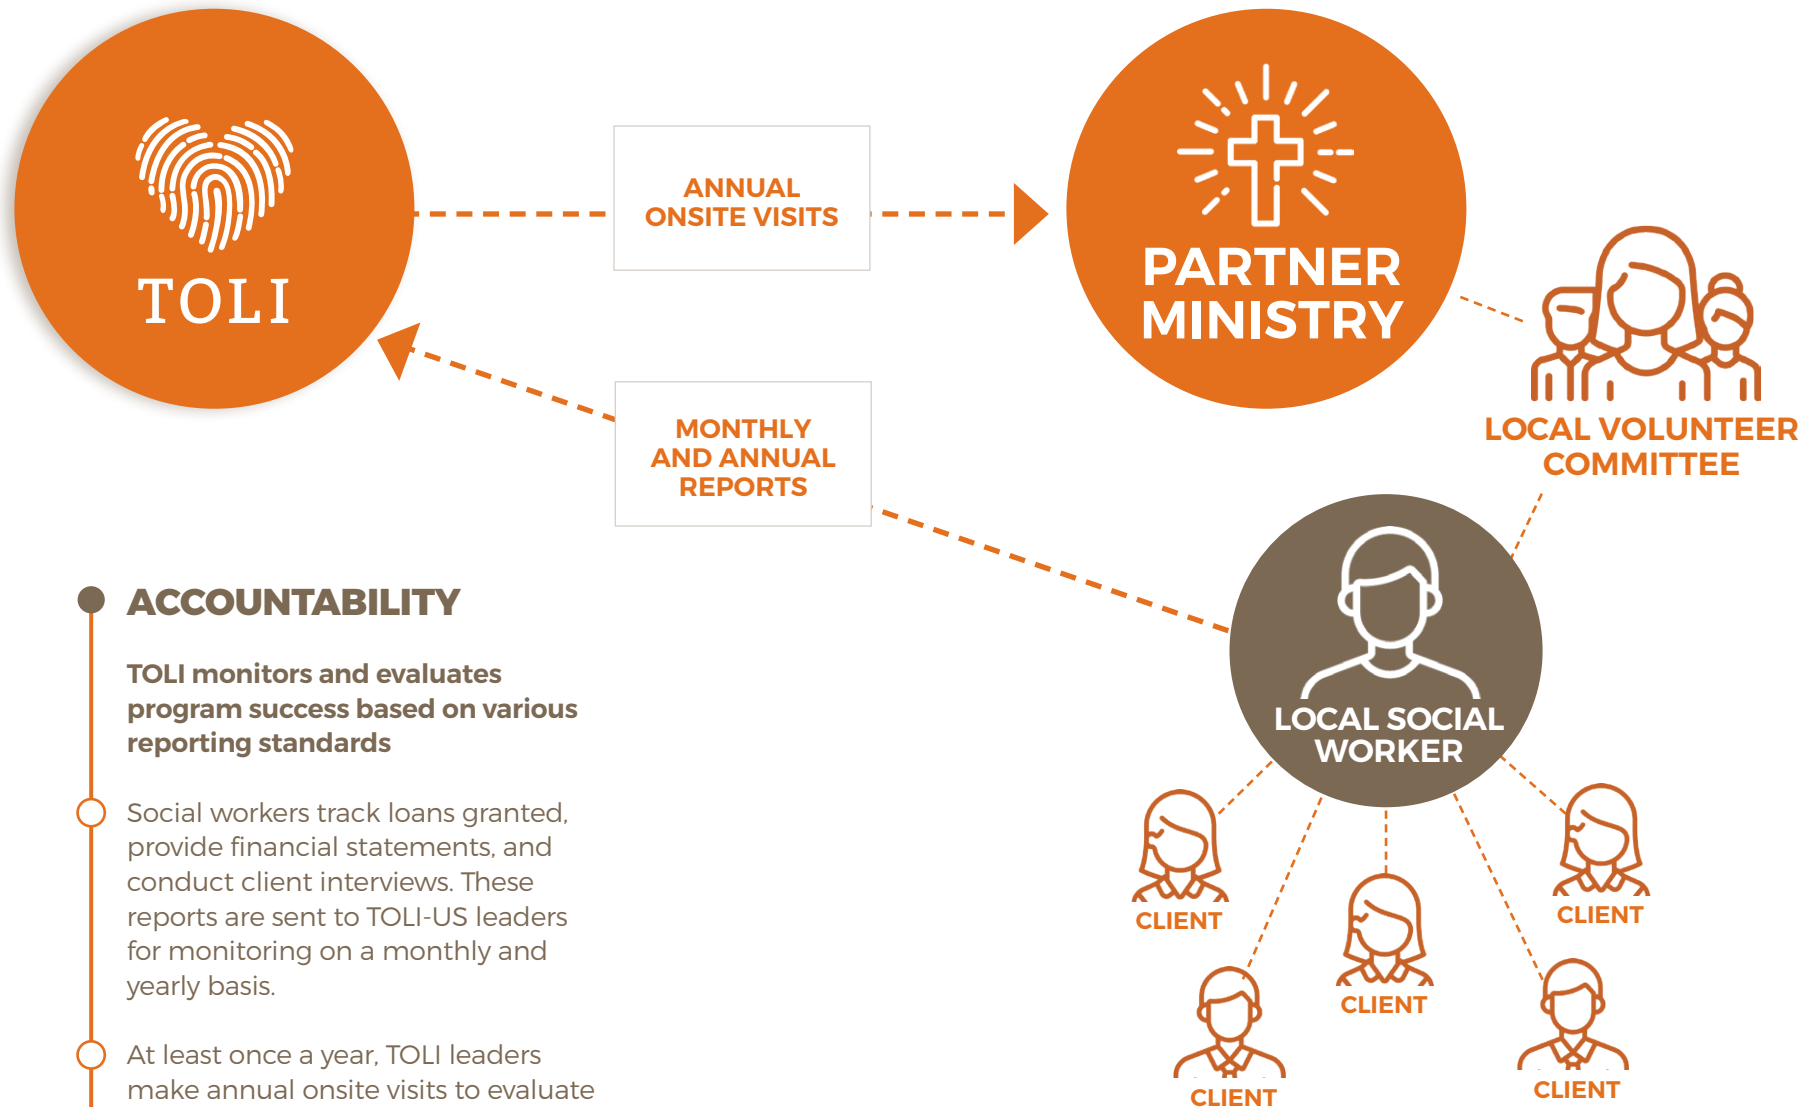 TOLI
ANNUAL
ONSITE VISITS
PARTNER
MINISTRY
LOCAL VOLUNTEER
COMMITTEE
MONTHLY
AND ANNUAL
REPORTS
LOCAL SOCIAL
WORKER
CLIENT
CLIENT
CLIENT
CLIENT
CLIENT
ACCOUNTABILITY
TOLI monitors and evaluates
program success based on various
reporting standards
Social workers track loans granted,
provide financial statements, and
conduct client interviews. These
reports are sent to TOLI-US leaders
for monitoring on a monthly and
yearly basis.
At least once a year, TOLI leaders
make annual onsite visits to evaluate